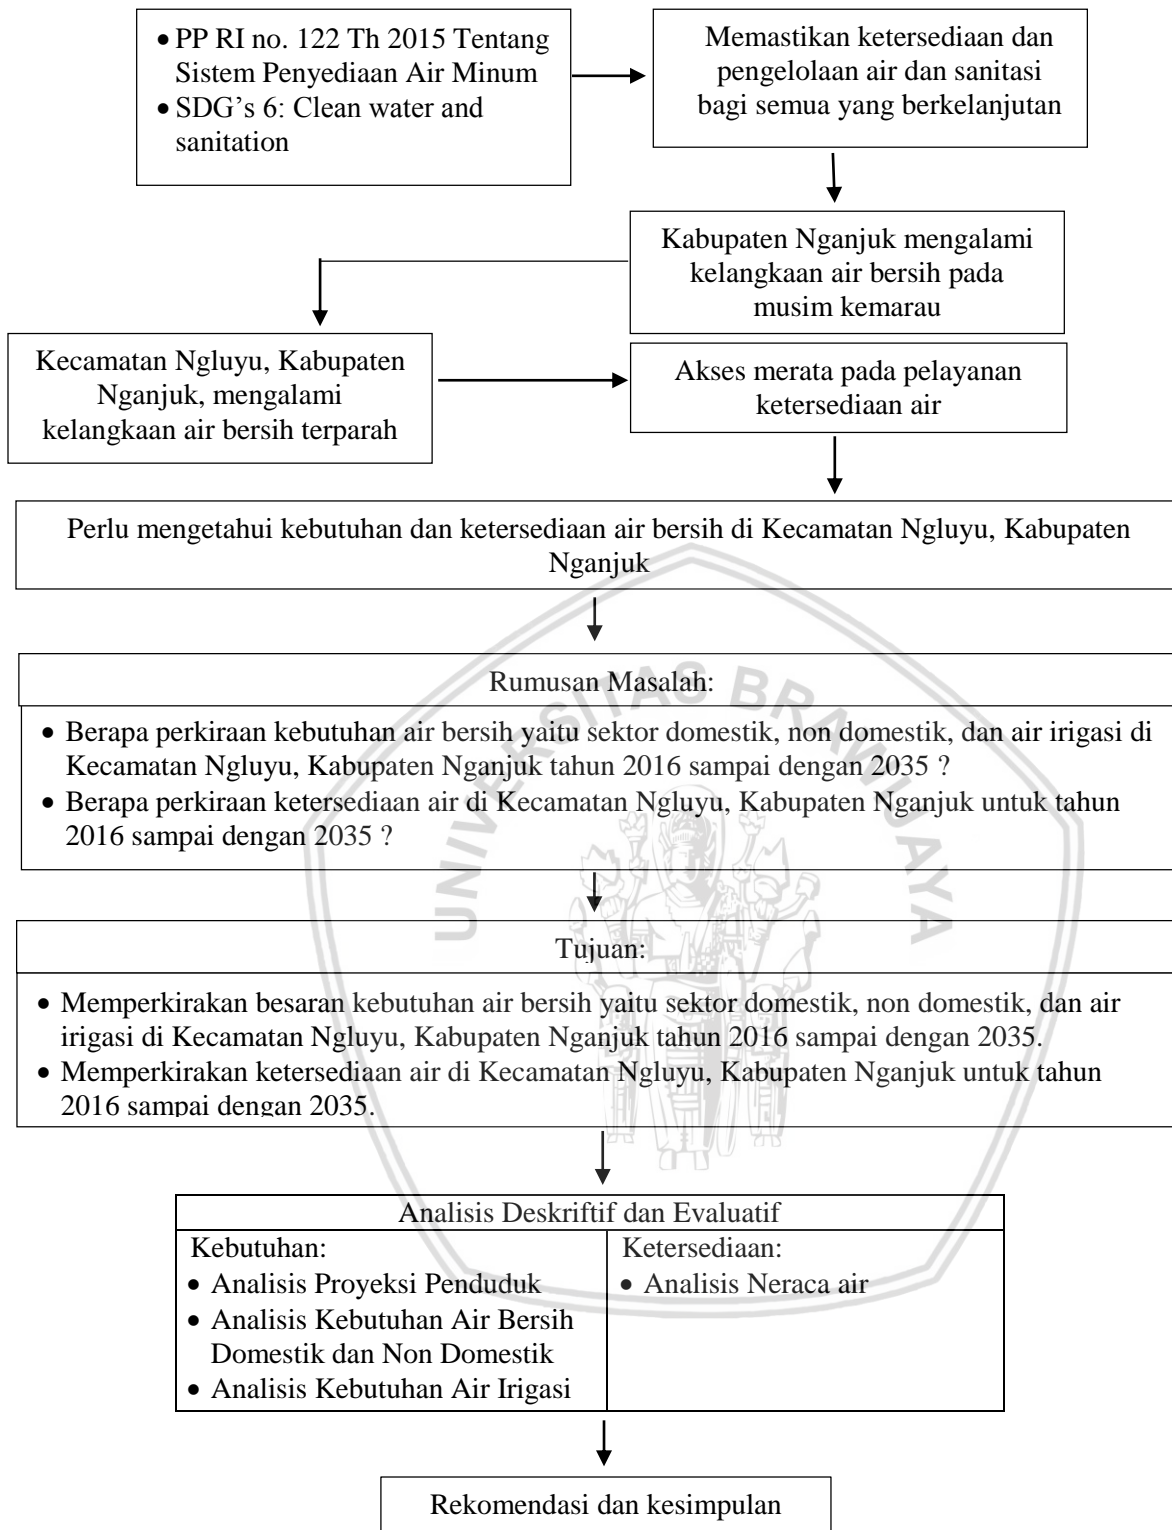 • PP RI no. 122 Th 2015 Tentang
Sistem Penyediaan Air Minum
• SDG's 6: Clean water and
sanitation
Memastikan ketersediaan dan
pengelolaan air dan sanitasi
bagi semua yang berkelanjutan
Kabupaten Nganjuk mengalami
kelangkaan air bersih pada
musim kemarau
Kecamatan Ngluyu, Kabupaten
Nganjuk, mengalami
kelangkaan air bersih terparah
Akses merata pada pelayanan
ketersediaan air
Perlu mengetahui kebutuhan dan ketersediaan air bersih di Kecamatan Ngluyu, Kabupaten
Nganjuk
Rumusan Masalah:
• Berapa perkiraan kebutuhan air bersih yaitu sektor domestik, non domestik, dan air irigasi di
Kecamatan Ngluyu, Kabupaten Nganjuk tahun 2016 sampai dengan 2035 ?
• Berapa perkiraan ketersediaan air di Kecamatan Ngluyu, Kabupaten Nganjuk untuk tahun
2016 sampai dengan 2035 ?
Tujuan:
• Memperkirakan besaran kebutuhan air bersih yaitu sektor domestik, non domestik, dan air
irigasi di Kecamatan Ngluyu, Kabupaten Nganjuk tahun 2016 sampai dengan 2035.
• Memperkirakan ketersediaan air di Kecamatan Ngluyu, Kabupaten Nganjuk untuk tahun
2016 sampai dengan 2035.
Analisis Deskriftif dan Evaluatif
Kebutuhan:
• Analisis Proyeksi Penduduk
• Analisis Kebutuhan Air Bersih
Domestik dan Non Domestik
• Analisis Kebutuhan Air Irigasi
Ketersediaan:
• Analisis Neraca air
Rekomendasi dan kesimpulan
UNIVERSITAS BRAWIJAYA